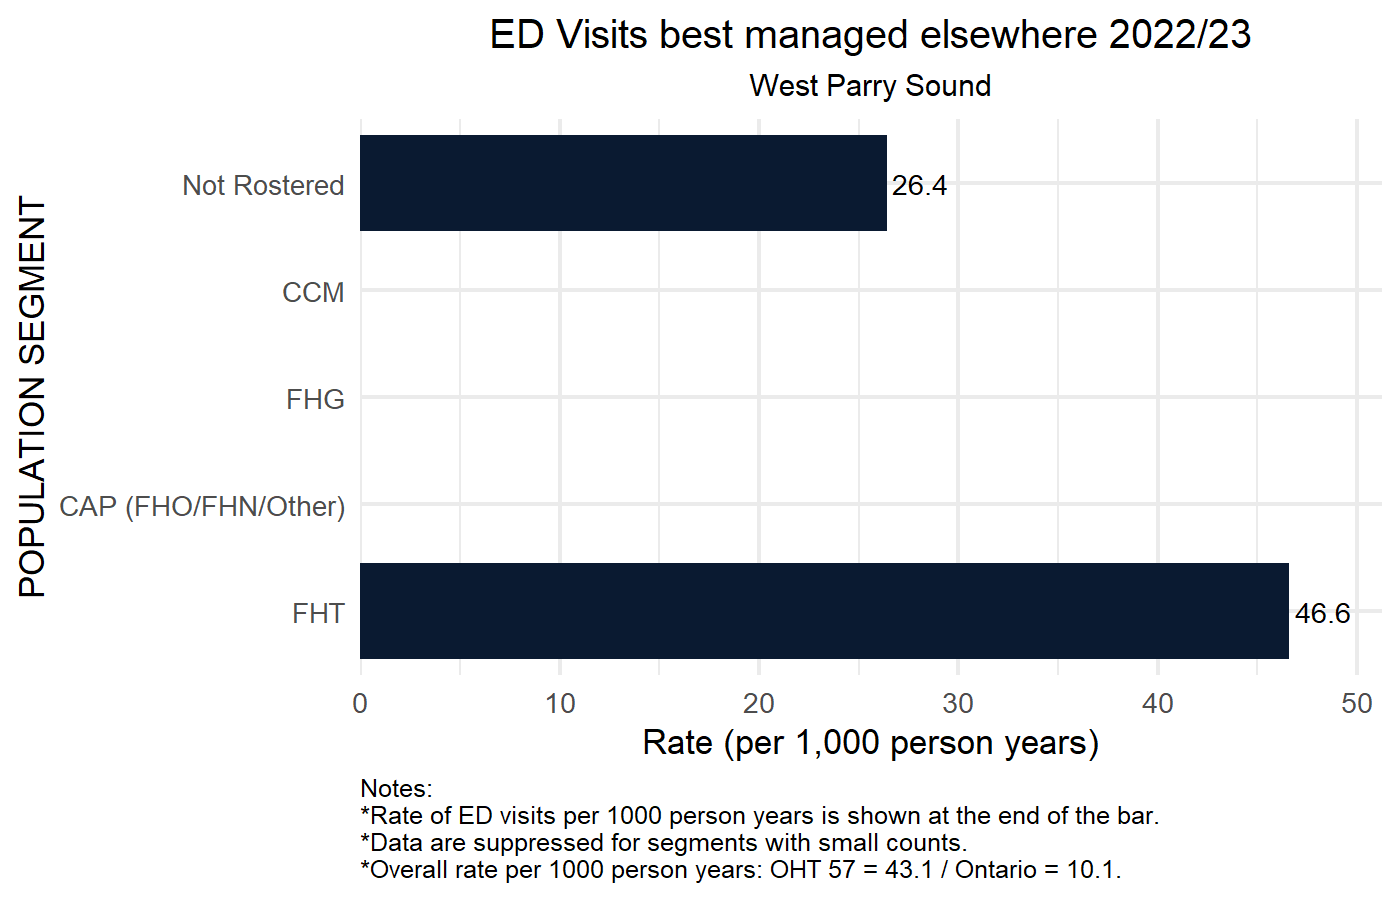 ED Visits best managed elsewhere 2022/23
West Parry Sound
POPULATION SEGMENT
Not Rostered
26.4
CCM
FHG
CAP (FHO/FHN/Other)
FHT
46.6
0 10 20 30 40 50
Rate (per 1,000 person years)
Notes:
*Rate of ED visits per 1000 person years is shown at the end of the bar.
*Data are suppressed for segments with small counts.
*Overall rate per 1000 person years: OHT 57 = 43.1 / Ontario = 10.1.